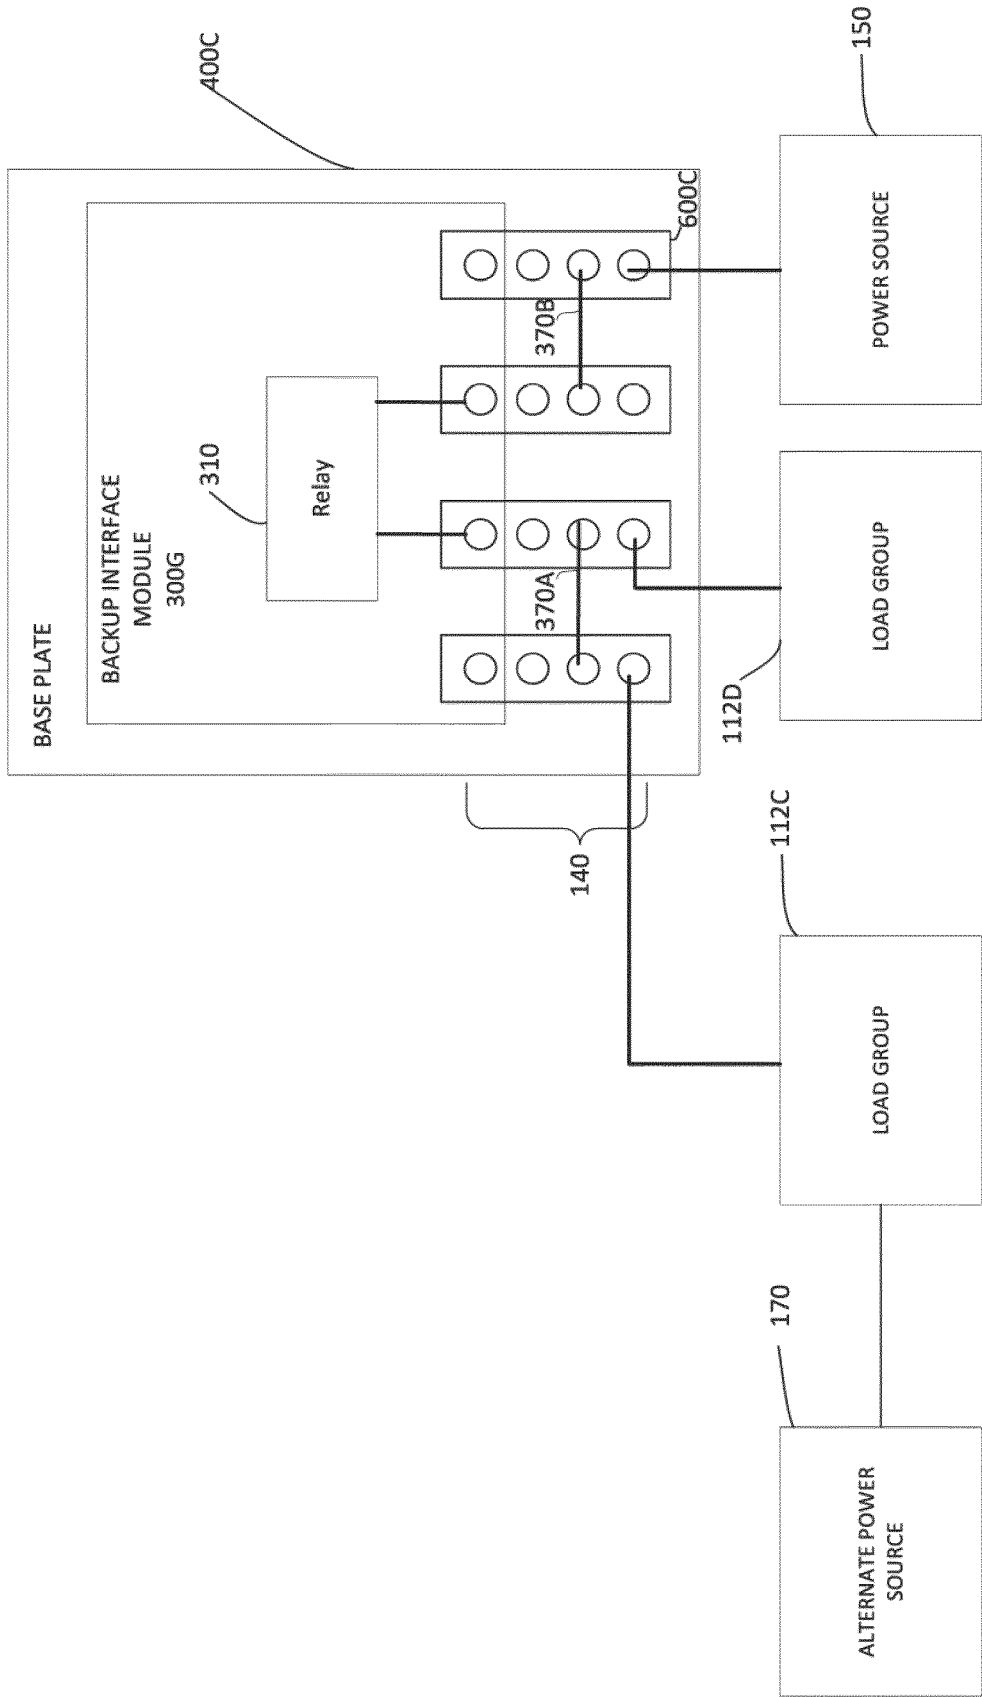 BASE PLATE
400C
BACKUP INTERFACE
MODULE
300G
310
Relay
370A
370B
600C
140
170
112C
112D
150
ALTERNATE POWER
SOURCE
LOAD GROUP
LOAD GROUP
POWER SOURCE